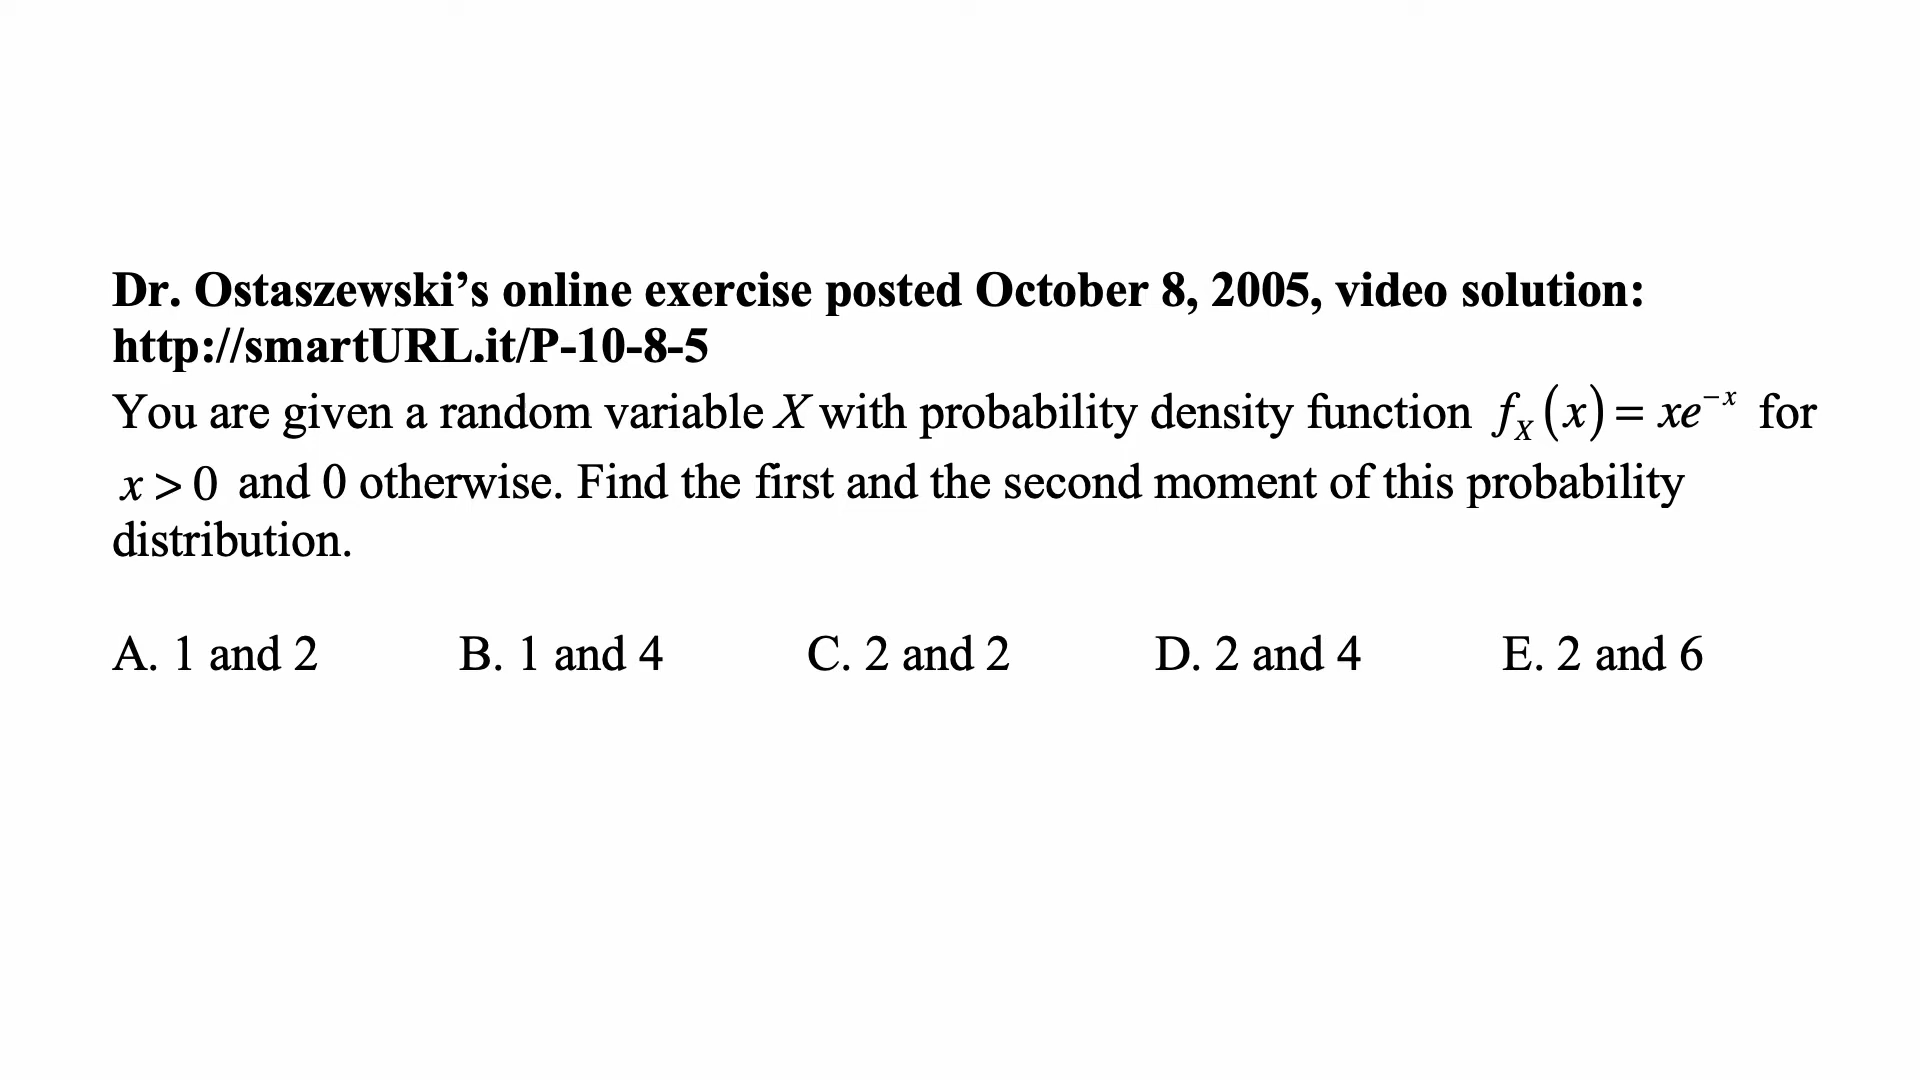 Dr. Ostaszewski’s online exercise posted October 8, 2005, video solution:
http://smartURL.it/P-10-8-5
You are given a random variable X with probability density function f_X(x) = xe^{-x} for
x > 0 and 0 otherwise. Find the first and the second moment of this probability
distribution.
A. 1 and 2 B. 1 and 4 C. 2 and 2 D. 2 and 4 E. 2 and 6